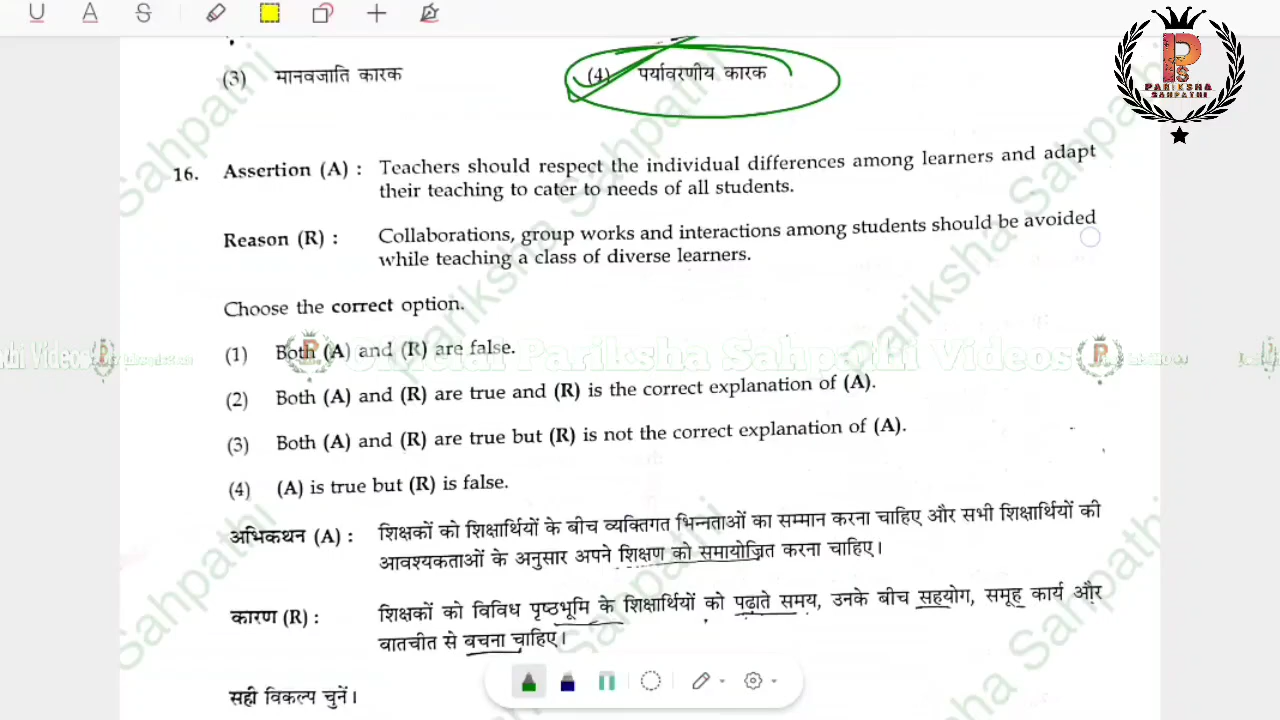 PARIKSHA
SAHPATHI
(3) मानवजाति कारक
(4) पर्यावरणीय कारक
16. Assertion (A) : Teachers should respect the individual differences among learners and adapt
their teaching to cater to needs of all students.
Reason (R) : Collaborations, group works and interactions among students should be avoided
while teaching a class of diverse learners.
Choose the correct option.
(1) Both (A) and (R) are false.
Official Pariksha Sahpathi Videos
(2) Both (A) and (R) are true and (R) is the correct explanation of (A).
(3) Both (A) and (R) are true but (R) is not the correct explanation of (A).
(4) (A) is true but (R) is false.
अभिकथन (A) : शिक्षकों को शिक्षार्थियों के बीच व्यक्तिगत भिन्नताओं का सम्मान करना चाहिए और सभी शिक्षार्थियों की
आवश्यकताओं के अनुसार अपने शिक्षण को समायोजित करना चाहिए।
कारण (R) : शिक्षकों को विविध पृष्ठभूमि के शिक्षार्थियों को पढ़ाते समय, उनके बीच सहयोग, समूह कार्य और
बातचीत से बचना चाहिए।
सही विकल्प चुनें।